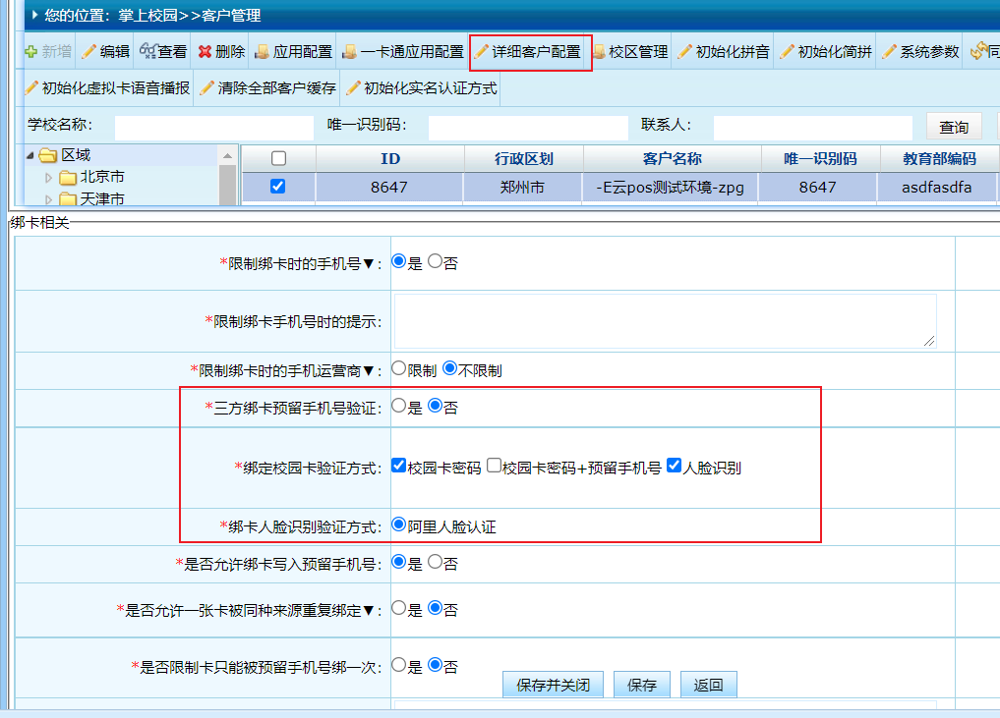 您的位置：掌上校园>>客户管理
新增 编辑 查看 删除 应用配置 一卡通应用配置 详细客户配置 校区管理 初始化拼音 初始化简拼 系统参数 同
初始化虚拟卡语音播报 清除全部客户缓存 初始化实名认证方式
学校名称： 唯一识别码： 联系人： 查询
区域 ID 行政区划 客户名称 唯一识别码 教育部编码
北京市 8647 郑州市 -E云pos测试环境-zpg 8647 asdfasdfa
天津市
绑卡相关
*限制绑卡时的手机号▼： 是 否
*限制绑卡手机号时的提示：
*限制绑卡时的手机运营商▼： 限制 不限制
*三方绑卡预留手机号验证： 是 否
*绑定校园卡验证方式： 校园卡密码 校园卡密码+预留手机号 人脸识别
*绑卡人脸识别验证方式： 阿里人脸认证
*是否允许绑卡写入预留手机号： 是 否
*是否允许一张卡被同种来源重复绑定▼： 是 否
*是否限制卡只能被预留手机号绑一次： 是 否
保存并关闭 保存 返回